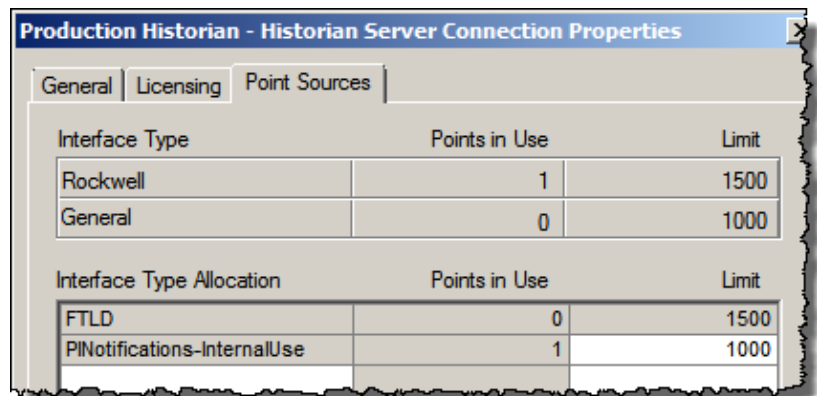 Production Historian - Historian Server Connection Properties
General Licensing Point Sources
Interface Type Points in Use Limit
Rockwell 1 1500
General 0 1000
Interface Type Allocation Points in Use Limit
FTLD 0 1500
PINotifications-InternalUse 1 1000